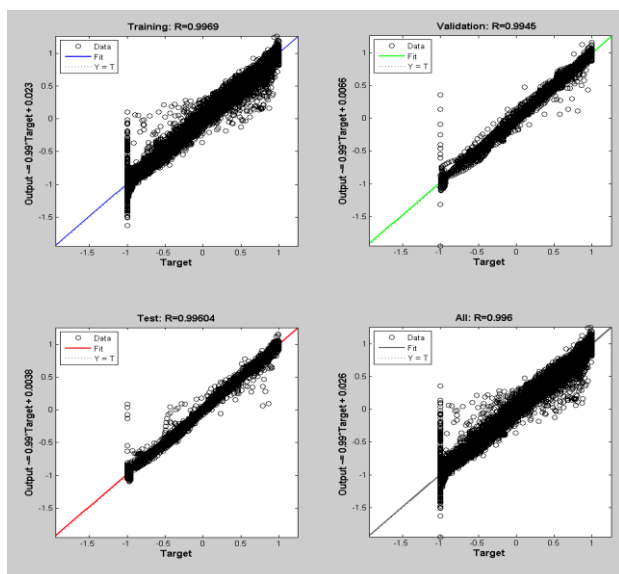 Training: R=0.9969
Data
Fit
Y = T
Output ~= 0.99*Target + 0.023
1
0.5
0
-0.5
-1
-1.5
-1.5 -1 -0.5 0 0.5 1
Target
Validation: R=0.9945
Data
Fit
Y = T
Output ~= 0.99*Target + 0.0066
1
0.5
0
-0.5
-1
-1.5
-1.5 -1 -0.5 0 0.5 1
Target
Test: R=0.99604
Data
Fit
Y = T
Output ~= 0.99*Target + 0.0038
1
0.5
0
-0.5
-1
-1.5
-1.5 -1 -0.5 0 0.5 1
Target
All: R=0.996
Data
Fit
Y = T
Output ~= 0.99*Target + 0.026
1
0.5
0
-0.5
-1
-1.5
-1.5 -1 -0.5 0 0.5 1
Target